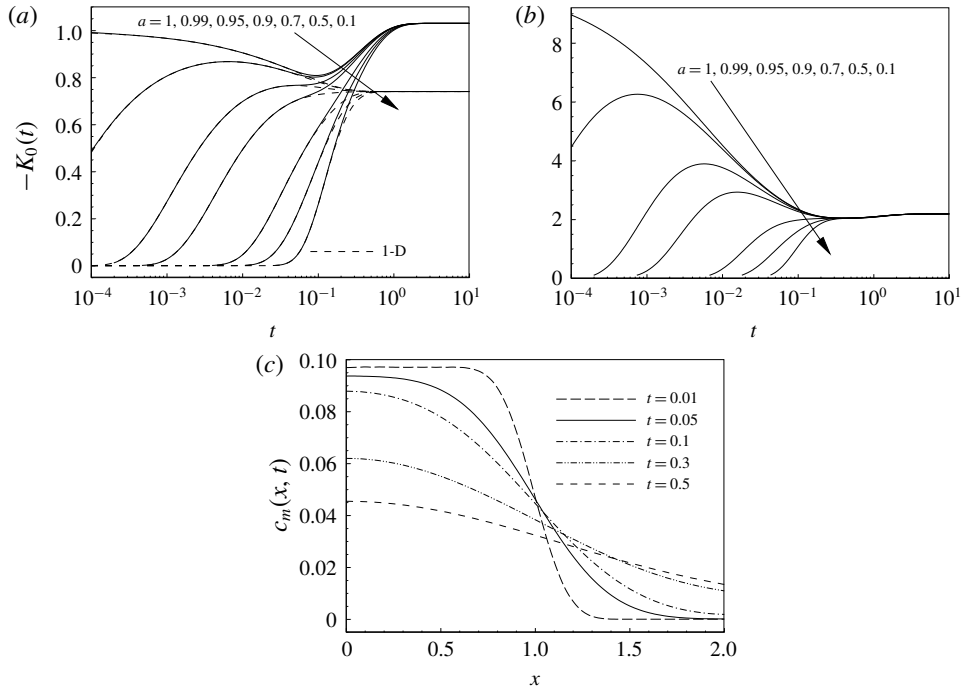 (a)
a = 1, 0.99, 0.95, 0.9, 0.7, 0.5, 0.1
1.0
0.8
0.6
0.4
0.2
0
−K₀(t)
1-D
10⁻⁴ 10⁻³ 10⁻² 10⁻¹ 10⁰ 10¹
t
(b)
a = 1, 0.99, 0.95, 0.9, 0.7, 0.5, 0.1
8
6
4
2
0
10⁻⁴ 10⁻³ 10⁻² 10⁻¹ 10⁰ 10¹
t
(c)
0.10
0.08
0.06
0.04
0.02
0
cₘ(x, t)
t = 0.01
t = 0.05
t = 0.1
t = 0.3
t = 0.5
0 0.5 1.0 1.5 2.0
x